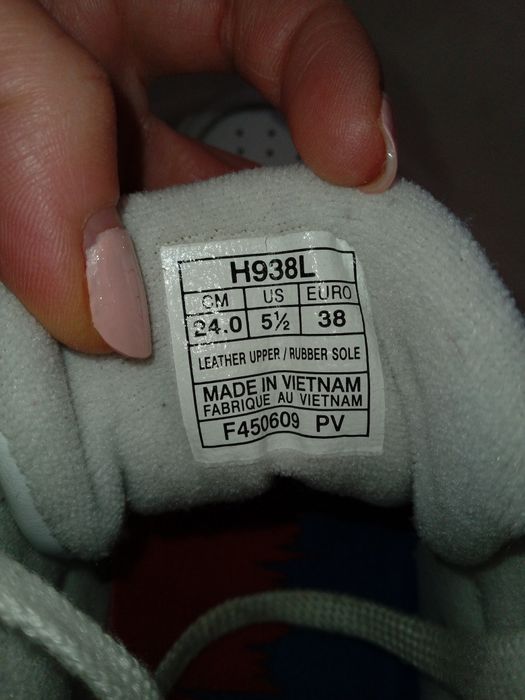 H938L
CM US EURO
24.0 5½ 38
LEATHER UPPER / RUBBER SOLE
MADE IN VIETNAM
FABRIQUE AU VIETNAM
F450609 PV